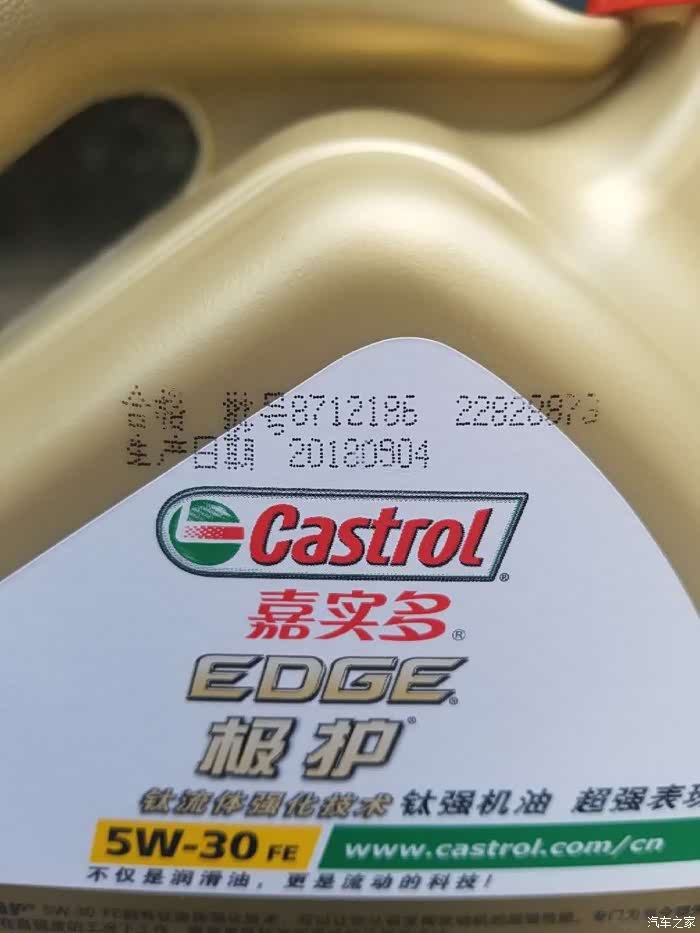 合格 批号8712186
生产日期 20180904
Castrol
嘉实多®
EDGE
极护®
钛流体强化技术 钛强机油 超强表现
5W-30 FE www.castrol.com/cn
不仅是润滑油，更是流动的科技！
5W-30 FE
汽车之家